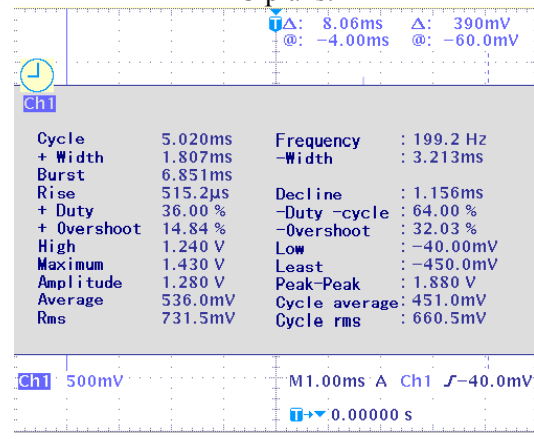 Δ: 8.06ms Δ: 390mV
@: −4.00ms @: −60.0mV
Ch1
Cycle 5.020ms Frequency : 199.2 Hz
+ Width 1.807ms −Width : 3.213ms
Burst 6.851ms
Rise 515.2µs Decline : 1.156ms
+ Duty 36.00 % −Duty −cycle : 64.00 %
+ Overshoot 14.84 % −Overshoot : 32.03 %
High 1.240 V Low : −40.00mV
Maximum 1.430 V Least : −450.0mV
Amplitude 1.280 V Peak−Peak : 1.880 V
Average 536.0mV Cycle average : 451.0mV
Rms 731.5mV Cycle rms : 660.5mV
Ch1 500mV M1.00ms A Ch1 ƒ−40.0mV
T→▼ 0.00000 s